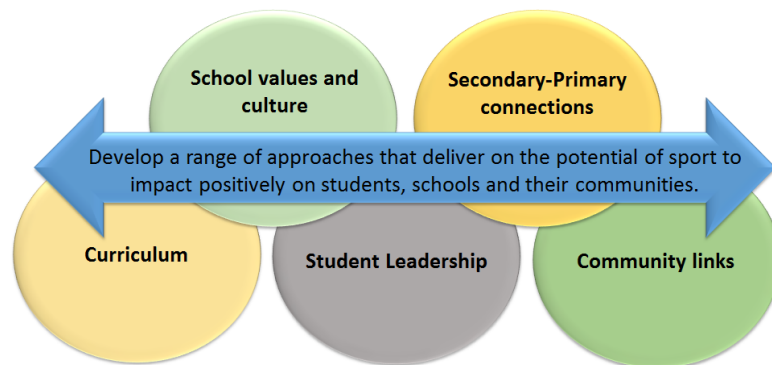 School values and
culture
Secondary-Primary
connections
Develop a range of approaches that deliver on the potential of sport to
impact positively on students, schools and their communities.
Curriculum
Student Leadership
Community links